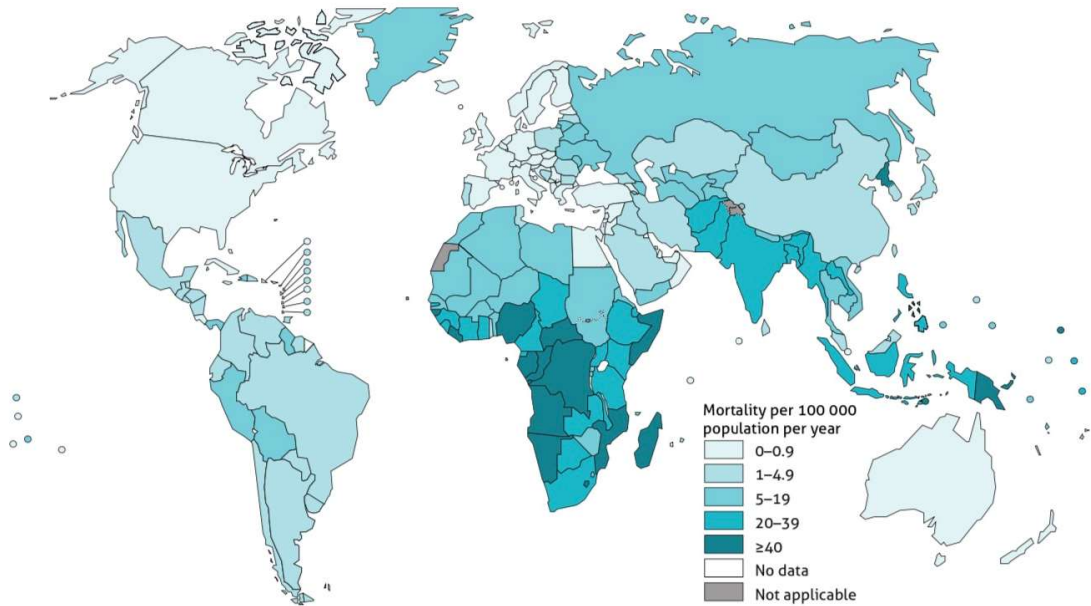 Mortality per 100 000
population per year
0–0.9
1–4.9
5–19
20–39
≥40
No data
Not applicable